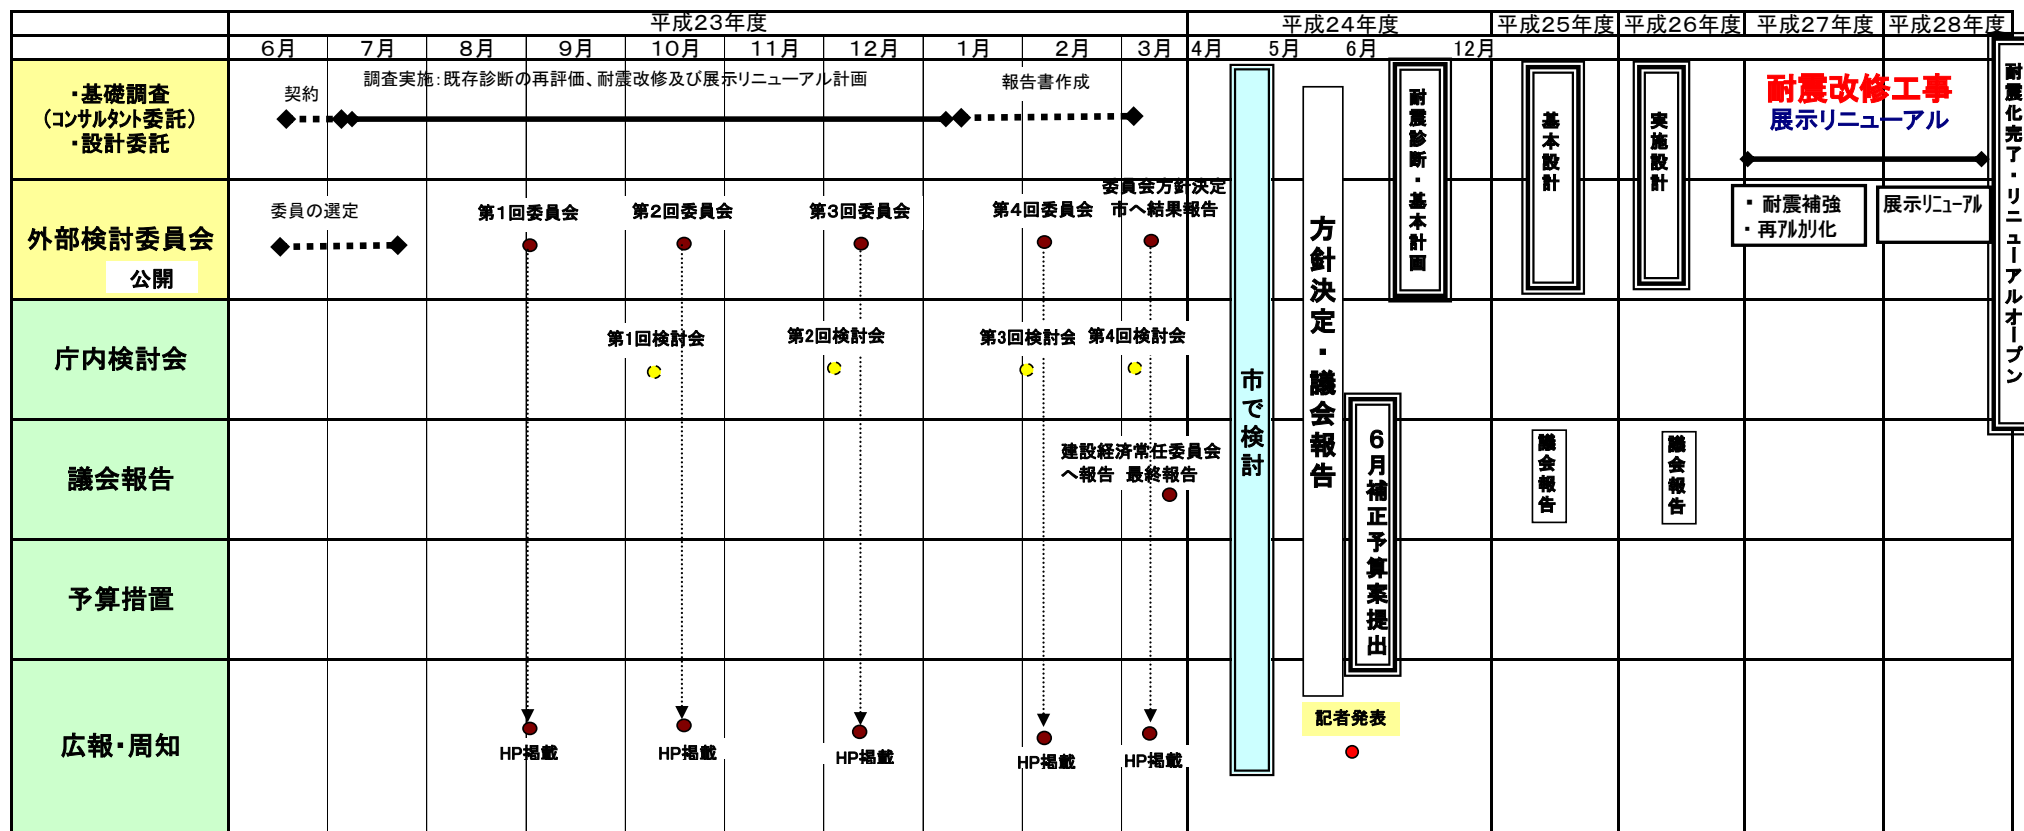 平成23年度
平成24年度
平成25年度
平成26年度
平成27年度
平成28年度
6月
7月
8月
9月
10月
11月
12月
1月
2月
3月
4月
5月
6月
12月
・基礎調査
(コンサルタント委託)
・設計委託
契約
調査実施:既存診断の再評価、耐震改修及び展示リニューアル計画
報告書作成
耐震診断・基本計画
基本設計
実施設計
耐震改修工事
展示リニューアル
・耐震補強
・再アルカリ化
展示リニューアル
耐震化完了・リニューアルオープン
外部検討委員会
公開
委員の選定
第1回委員会
第2回委員会
第3回委員会
第4回委員会
委員会方針決定
市へ結果報告
市で検討
方針決定・議会報告
庁内検討会
第1回検討会
第2回検討会
第3回検討会
第4回検討会
議会報告
建設経済常任委員会
へ報告 最終報告
6月補正予算案提出
議会報告
議会報告
予算措置
広報・周知
HP掲載
HP掲載
HP掲載
HP掲載
HP掲載
記者発表